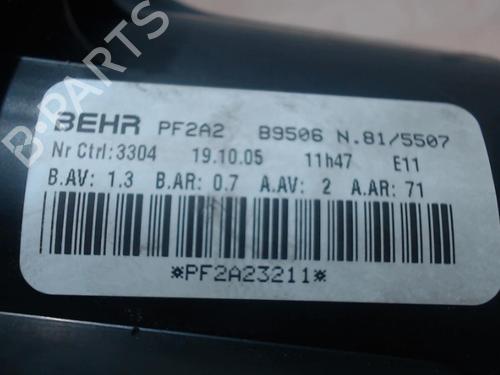 B-PARTS
BEHR PF2A2 B9506 N.81/5507
Nr Ctrl:3304 19.10.05 11h47 E11
B.AV: 1.3 B.AR: 0.7 A.AV: 2 A.AR: 71
*PF2A23211*